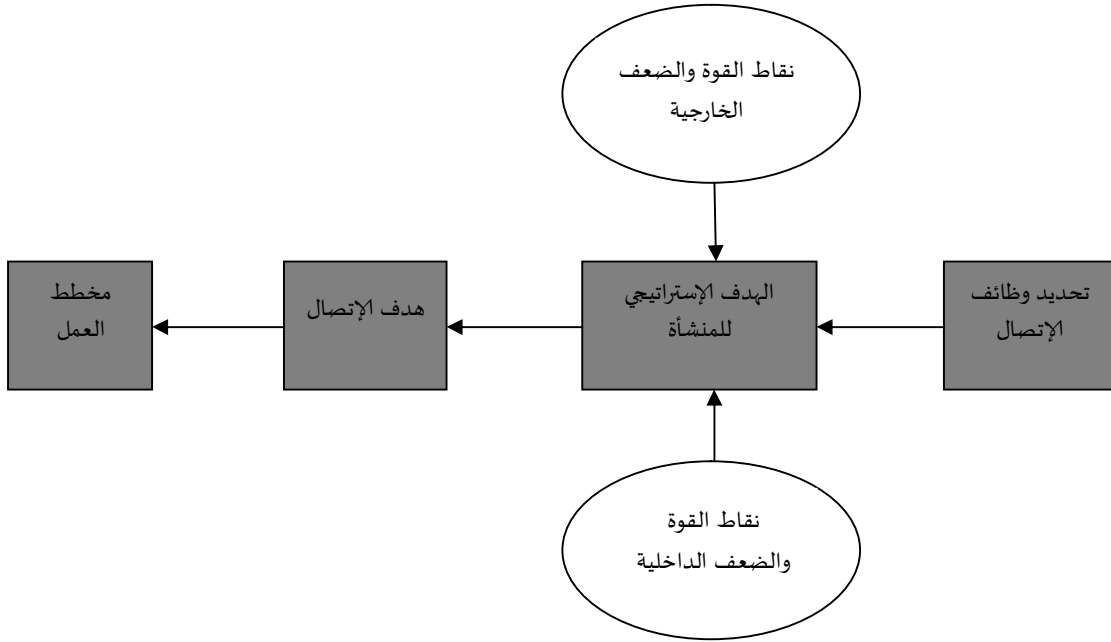 نقاط القوة والضعف
الخارجية
تحديد وظائف
الإتصال
الهدف الإستراتيجي
للمنشأة
هدف الإتصال
مخطط
العمل
نقاط القوة
والضعف الداخلية